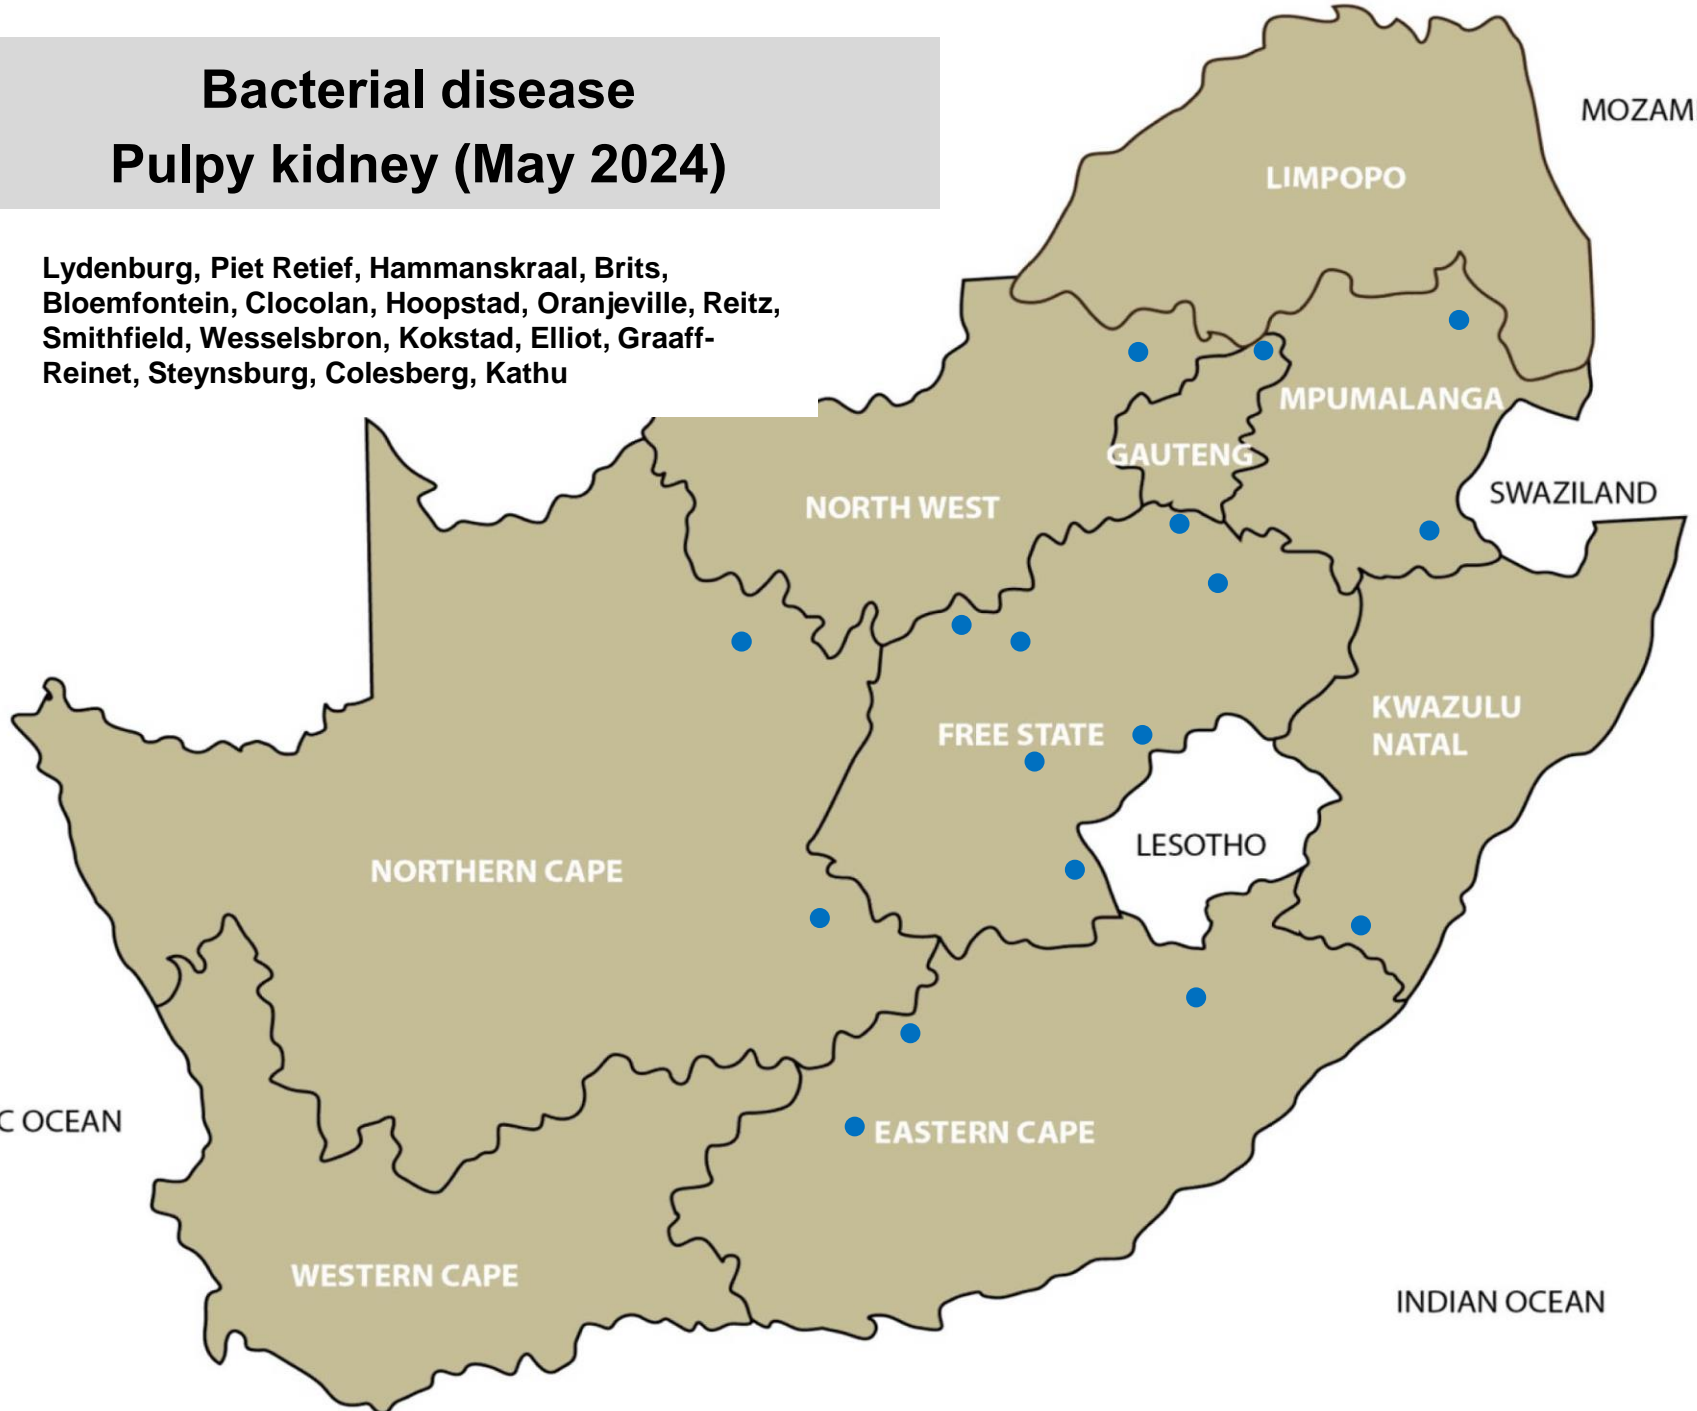 Bacterial disease
Pulpy kidney (May 2024)
Lydenburg, Piet Retief, Hammanskraal, Brits,
Bloemfontein, Clocolan, Hoopstad, Oranjeville, Reitz,
Smithfield, Wesselsbron, Kokstad, Elliot, Graaff-
Reinet, Steynsburg, Colesberg, Kathu
MOZAM
LIMPOPO
MPUMALANGA
GAUTENG
SWAZILAND
NORTH WEST
KWAZULU
NATAL
FREE STATE
LESOTHO
NORTHERN CAPE
C OCEAN
EASTERN CAPE
WESTERN CAPE
INDIAN OCEAN